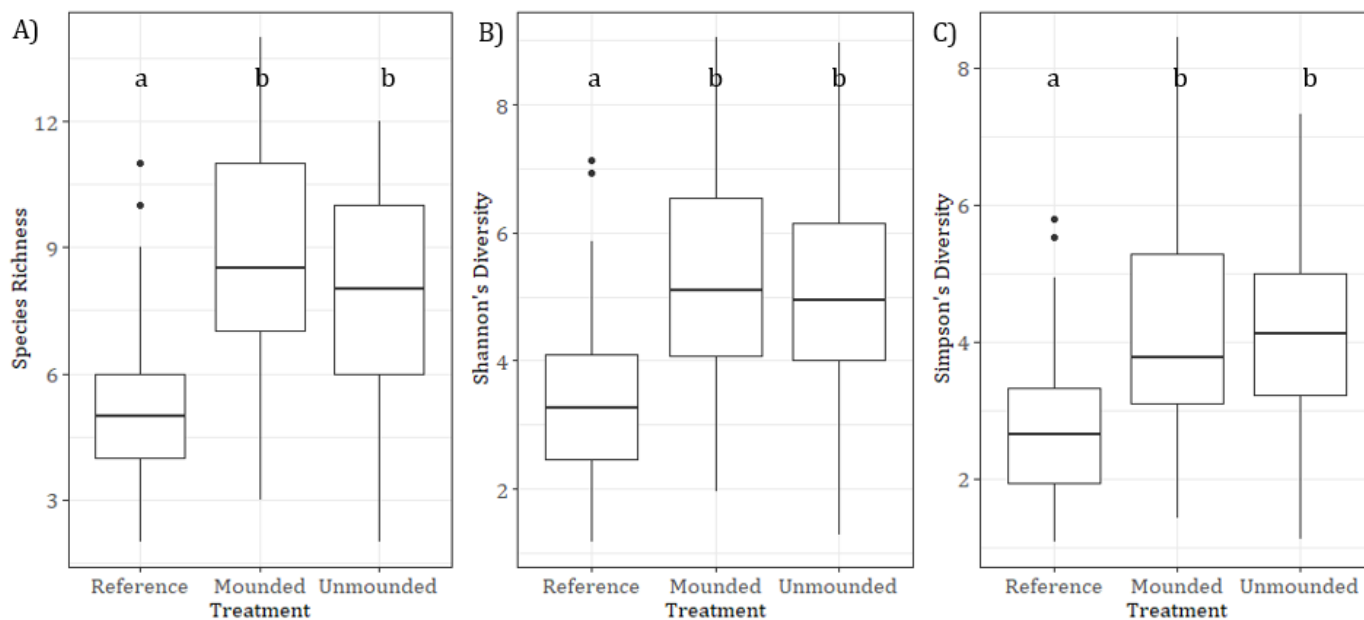 A)
Species Richness
12
9
6
3
a b b
Reference Mounded Unmounded
Treatment
B)
Shannon's Diversity
8
6
4
2
a b b
Reference Mounded Unmounded
Treatment
C)
Simpson's Diversity
8
6
4
2
a b b
Reference Mounded Unmounded
Treatment